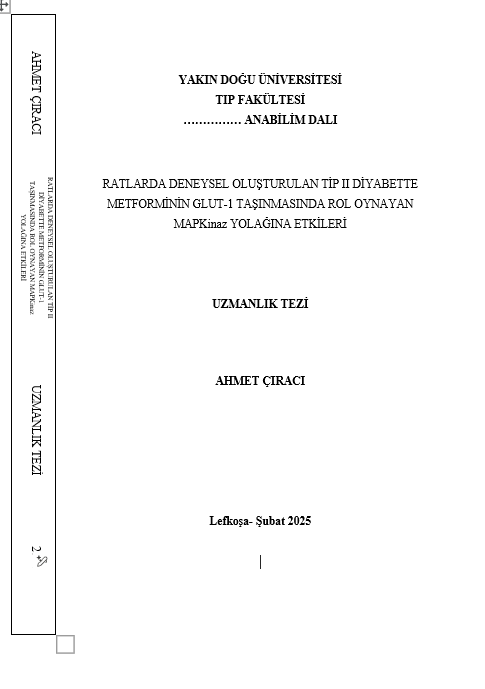 AHMET ÇIRACI
RATLARDA DENEYSEL OLUŞTURULAN TİP II
DİYABETTE METFORMİNİN GLUT-1
TAŞINMASINDA ROL OYNAYAN MAPKinaz
YOLAĞINA ETKİLERİ
UZMANLIK TEZİ
2
YAKIN DOĞU ÜNİVERSİTESİ
TIP FAKÜLTESİ
…………… ANABİLİM DALI
RATLARDA DENEYSEL OLUŞTURULAN TİP II DİYABETTE
METFORMİNİN GLUT-1 TAŞINMASINDA ROL OYNAYAN
MAPKinaz YOLAĞINA ETKİLERİ
UZMANLIK TEZİ
AHMET ÇIRACI
Lefkoşa- Şubat 2025